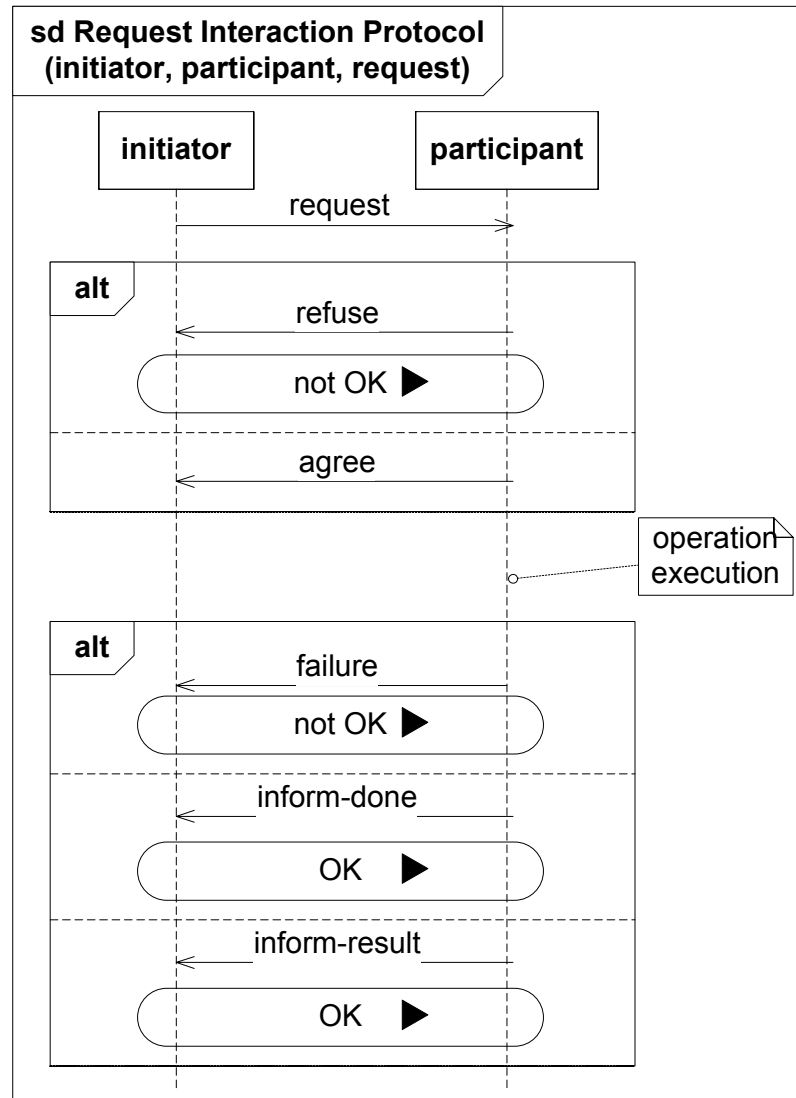 sd Request Interaction Protocol
(initiator, participant, request)
initiator
participant
request
alt
refuse
not OK
agree
operation
execution
alt
failure
not OK
inform-done
OK
inform-result
OK